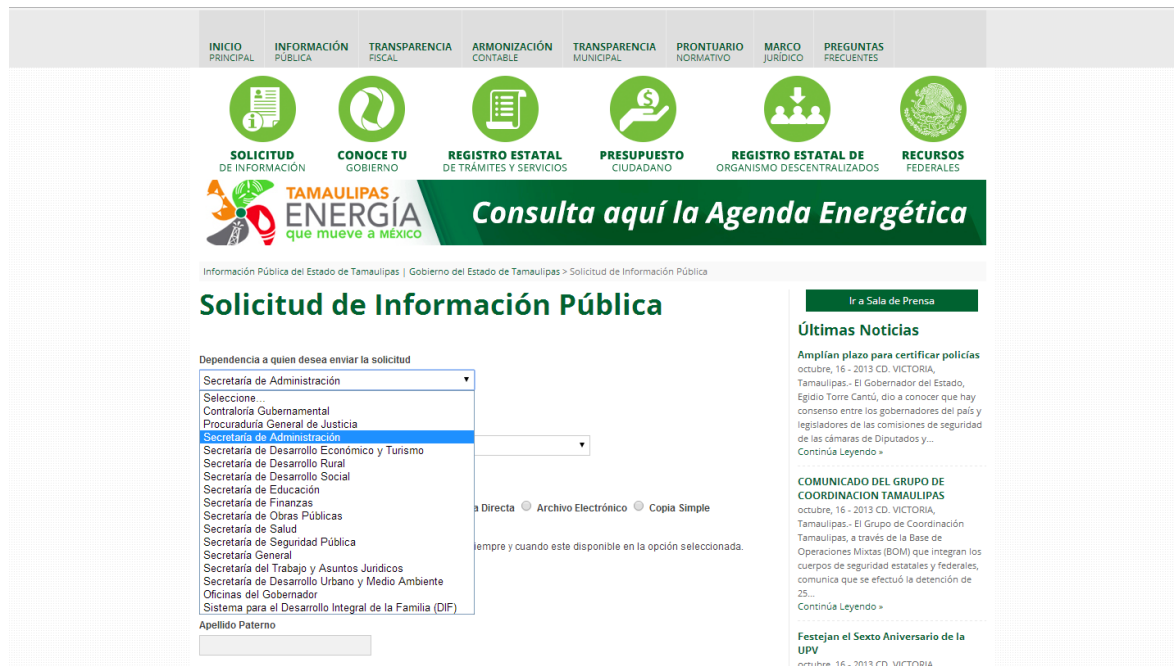 INICIO
PRINCIPAL
INFORMACIÓN
PÚBLICA
TRANSPARENCIA
FISCAL
ARMONIZACIÓN
CONTABLE
TRANSPARENCIA
MUNICIPAL
PRONTUARIO
NORMATIVO
MARCO
JURÍDICO
PREGUNTAS
FRECUENTES
SOLICITUD
DE INFORMACIÓN
CONOCE TU
GOBIERNO
REGISTRO ESTATAL
DE TRÁMITES Y SERVICIOS
PRESUPUESTO
CIUDADANO
REGISTRO ESTATAL DE
ORGANISMO DESCENTRALIZADOS
RECURSOS
FEDERALES
TAMAULIPAS
ENERGÍA
que mueve a MÉXICO
Consulta aquí la Agenda Energética
Información Pública del Estado de Tamaulipas | Gobierno del Estado de Tamaulipas > Solicitud de Información Pública
Solicitud de Información Pública
Dependencia a quien desea enviar la solicitud
Secretaría de Administración
Seleccione...
Contraloría Gubernamental
Procuraduría General de Justicia
Secretaría de Administración
Secretaría de Desarrollo Económico y Turismo
Secretaría de Desarrollo Rural
Secretaría de Desarrollo Social
Secretaría de Educación
Secretaría de Finanzas
Secretaría de Obras Públicas
Secretaría de Salud
Secretaría de Seguridad Pública
Secretaría General
Secretaría del Trabajo y Asuntos Juridicos
Secretaría de Desarrollo Urbano y Medio Ambiente
Oficinas del Gobernador
Sistema para el Desarrollo Integral de la Familia (DIF)
a Directa Archivo Electrónico Copia Simple
iempre y cuando este disponible en la opción seleccionada.
Apellido Paterno
Ir a Sala de Prensa
Últimas Noticias
Amplían plazo para certificar policías
octubre, 16 - 2013 CD. VICTORIA,
Tamaulipas.- El Gobernador del Estado,
Egidio Torre Cantú, dio a conocer que hay
consenso entre los gobernadores del país y
legisladores de las comisiones de seguridad
de las cámaras de Diputados y...
Continúa Leyendo »
COMUNICADO DEL GRUPO DE
COORDINACION TAMAULIPAS
octubre, 16 - 2013 CD. VICTORIA,
Tamaulipas.- El Grupo de Coordinación
Tamaulipas, a través de la Base de
Operaciones Mixtas (BOM) que integran los
cuerpos de seguridad estatales y federales,
comunica que se efectuó la detención de
25...
Continúa Leyendo »
Festejan el Sexto Aniversario de la
UPV
octubre, 16 - 2013 CD. VICTORIA,